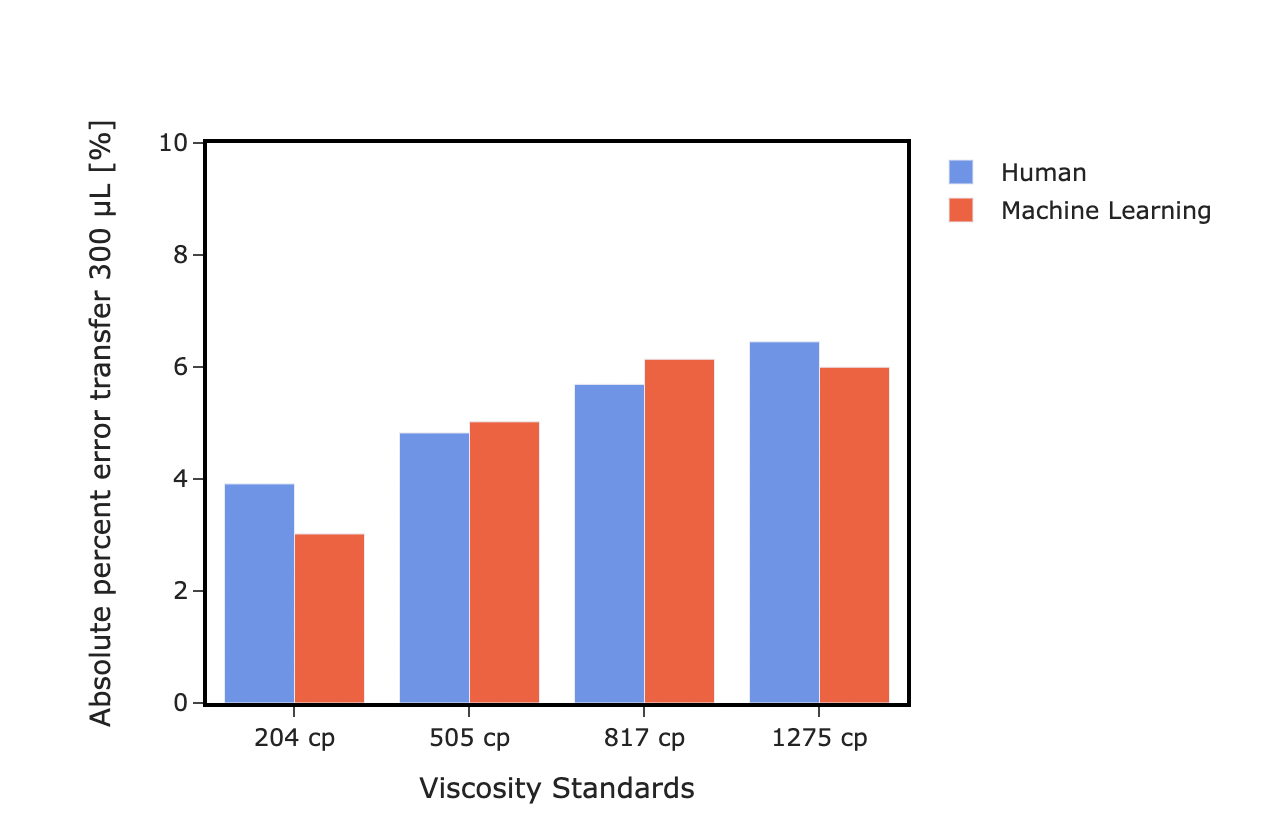 Absolute percent error transfer 300 μL [%]
10
8
6
4
2
0
204 cp
505 cp
817 cp
1275 cp
Viscosity Standards
Human
Machine Learning